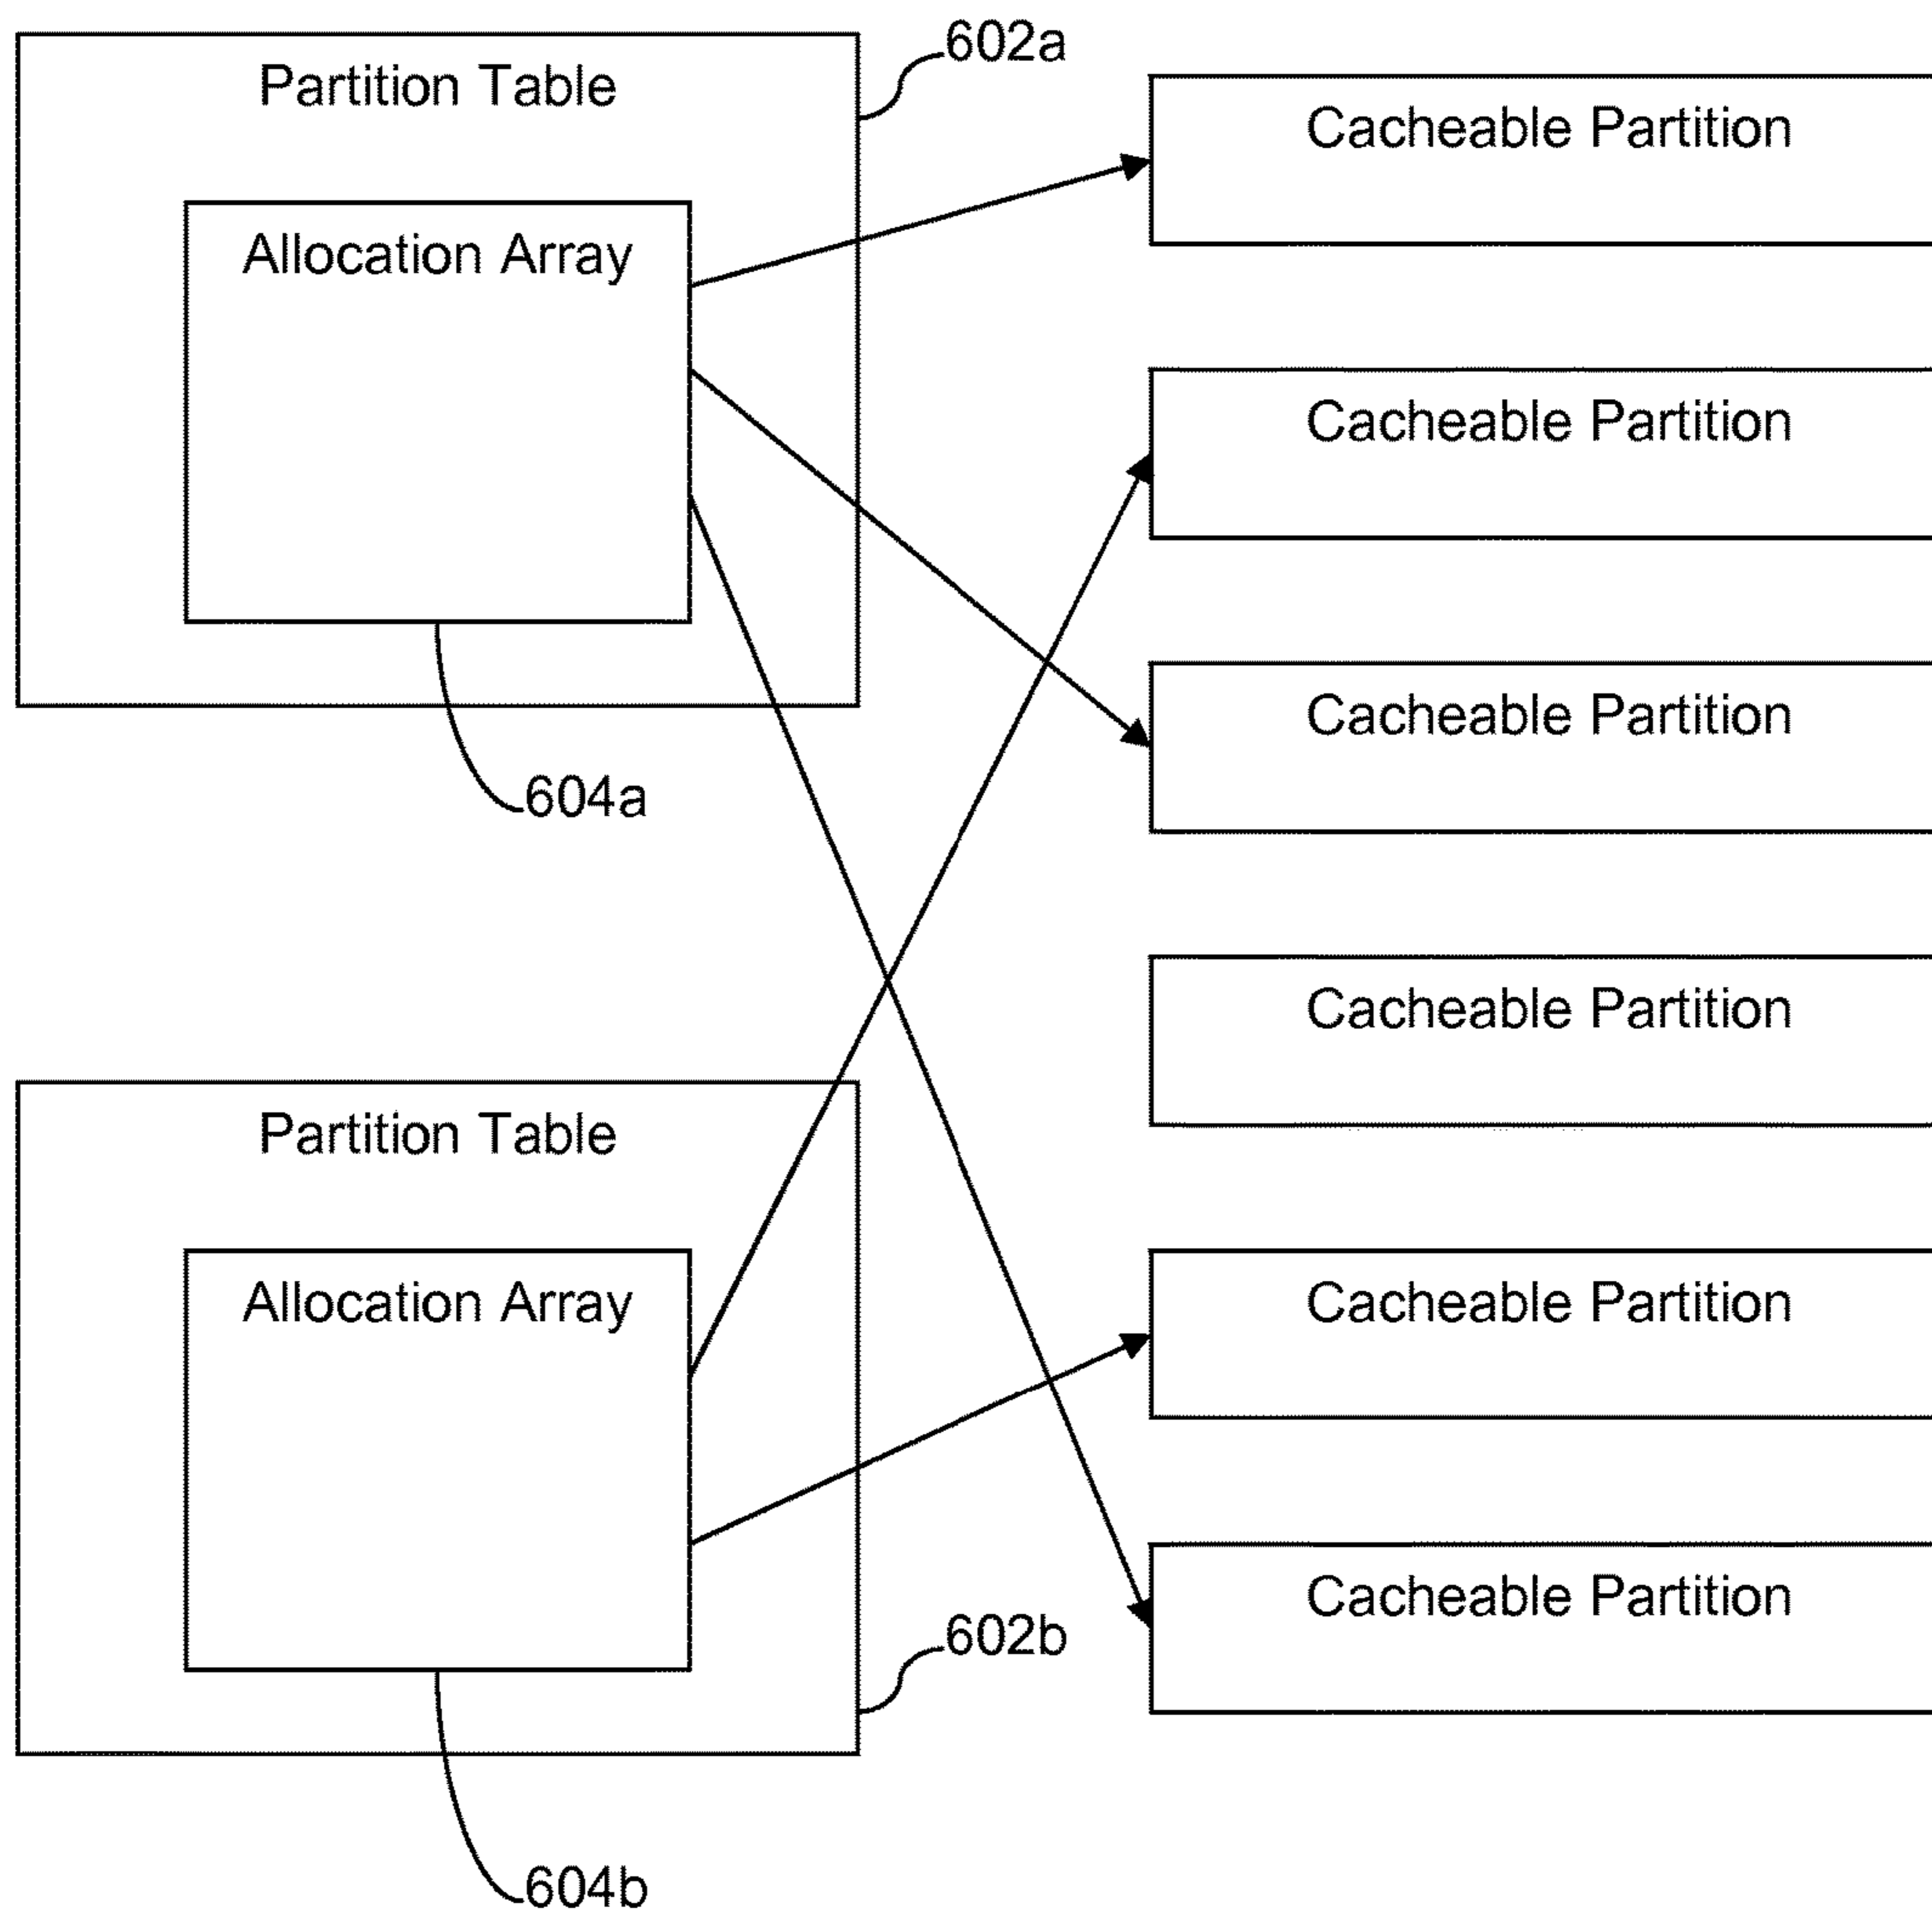 602a
Partition Table
Cacheable Partition
Allocation Array
Cacheable Partition
Cacheable Partition
604a
Cacheable Partition
Partition Table
Allocation Array
Cacheable Partition
Cacheable Partition
602b
604b